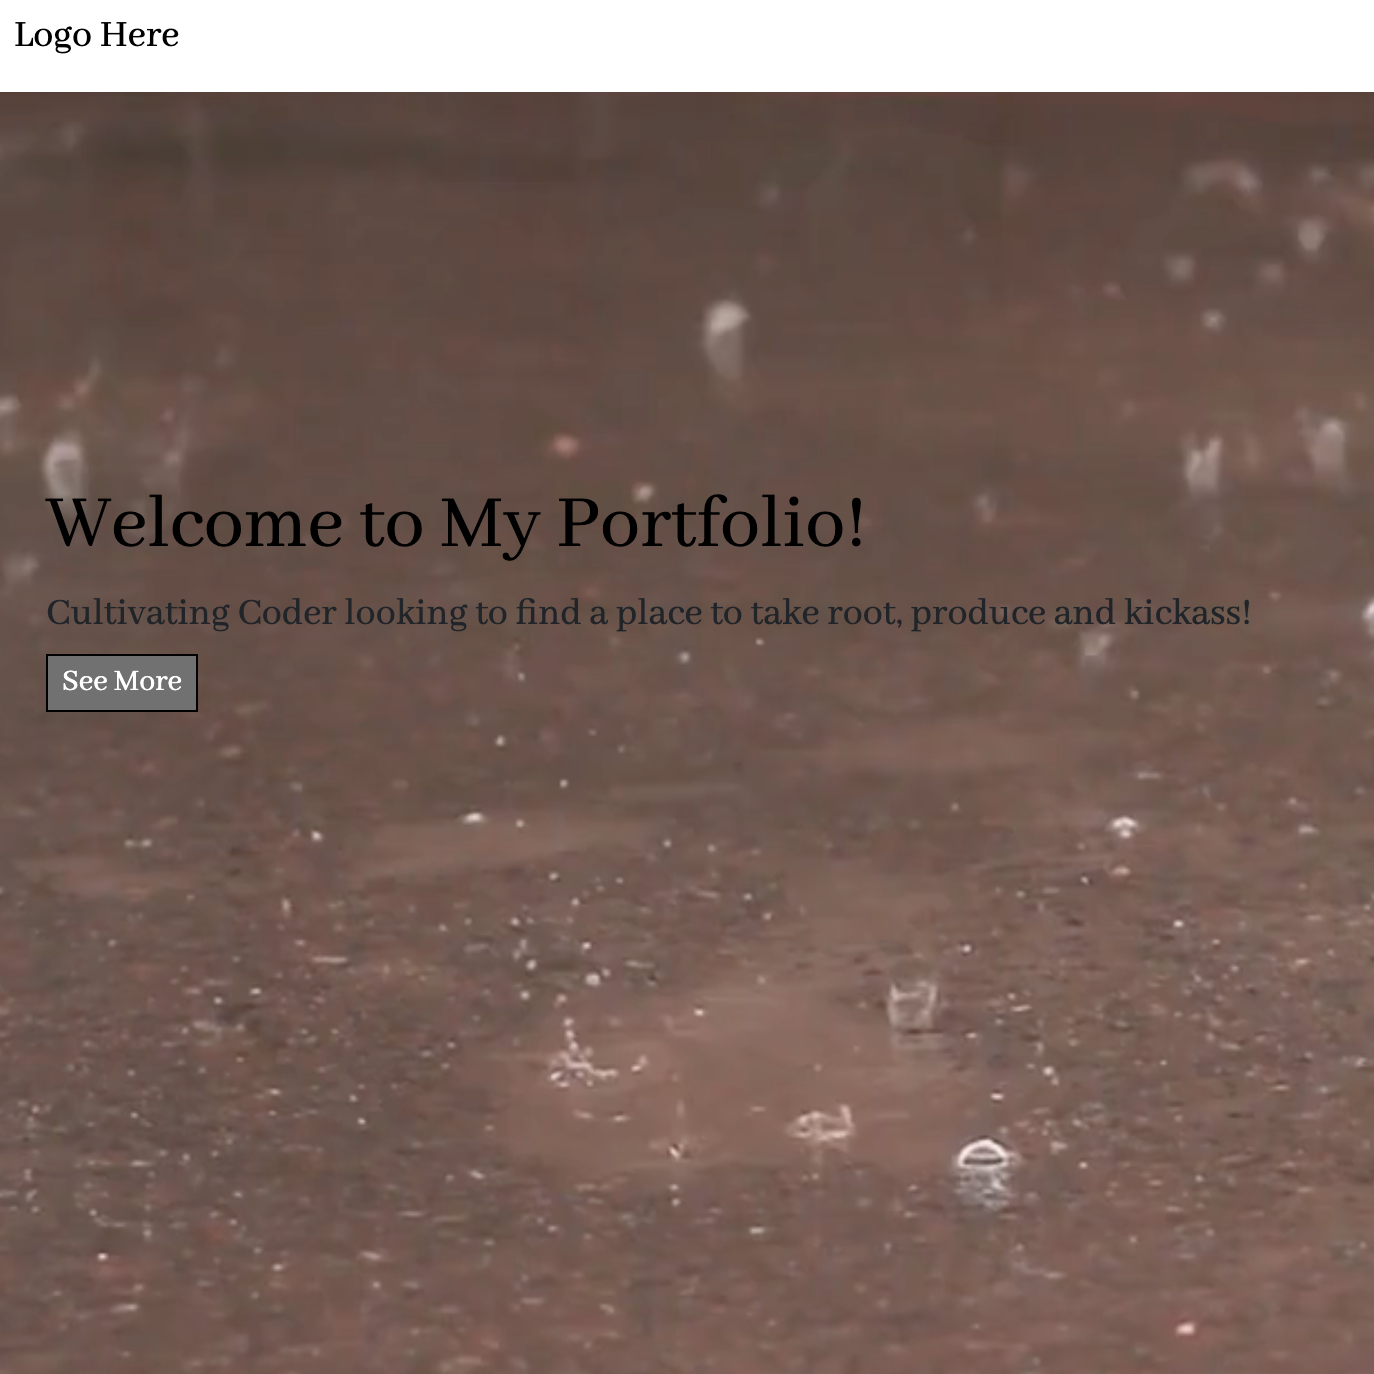 Logo Here
Welcome to My Portfolio!
Cultivating Coder looking to find a place to take root, produce and kickass!
See More